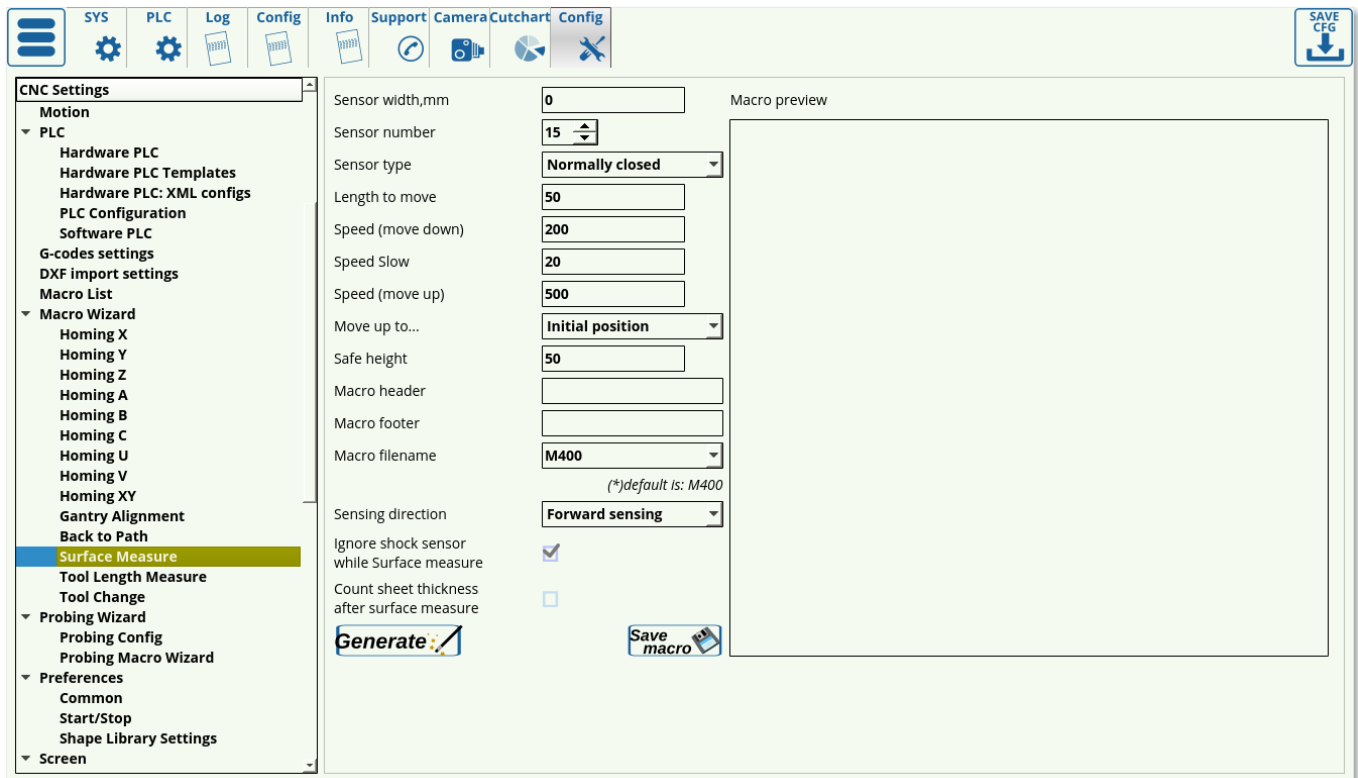 SYS PLC Log Config Info Support Camera Cutchart Config
SAVE
CFG
CNC Settings
Motion
PLC
Hardware PLC
Hardware PLC Templates
Hardware PLC: XML configs
PLC Configuration
Software PLC
G-codes settings
DXF import settings
Macro List
Macro Wizard
Homing X
Homing Y
Homing Z
Homing A
Homing B
Homing C
Homing U
Homing V
Homing XY
Gantry Alignment
Back to Path
Surface Measure
Tool Length Measure
Tool Change
Probing Wizard
Probing Config
Probing Macro Wizard
Preferences
Common
Start/Stop
Shape Library Settings
Screen
Sensor width,mm 0
Sensor number 15
Sensor type Normally closed
Length to move 50
Speed (move down) 200
Speed Slow 20
Speed (move up) 500
Move up to... Initial position
Safe height 50
Macro header
Macro footer
Macro filename M400
(*)default is: M400
Sensing direction Forward sensing
Ignore shock sensor
while Surface measure
Count sheet thickness
after surface measure
Generate
Save
macro
Macro preview